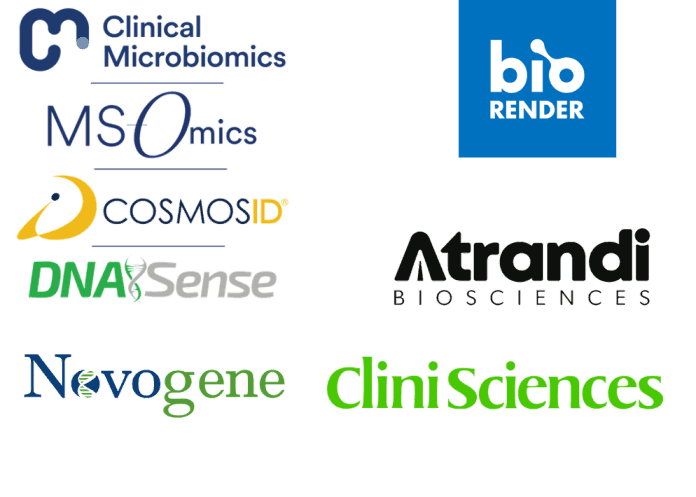 Clinical
Microbiomics
MS-Omics
COSMOSID®
DNASense
Novogene
bio
RENDER
Atrandi
BIOSCIENCES
CliniSciences